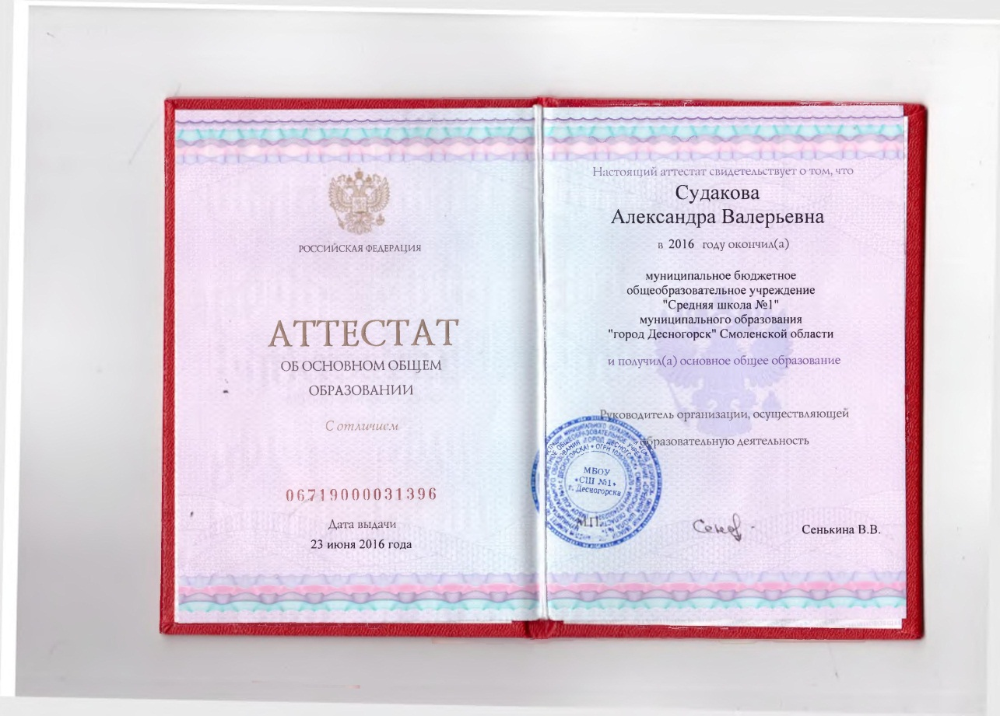 РОССИЙСКАЯ ФЕДЕРАЦИЯ
АТТЕСТАТ
ОБ ОСНОВНОМ ОБЩЕМ
ОБРАЗОВАНИИ
С отличием
06719000031396
Дата выдачи
23 июня 2016 года
Настоящий аттестат свидетельствует о том, что
Судакова
Александра Валерьевна
в 2016 году окончил(а)
муниципальное бюджетное
общеобразовательное учреждение
"Средняя школа №1"
муниципального образования
"город Десногорск" Смоленской области
и получил(а) основное общее образование
Руководитель организации, осуществляющей
образовательную деятельность
МБОУ
«СШ №1»
г. Десногорска
М.П.
Сенькина В.В.